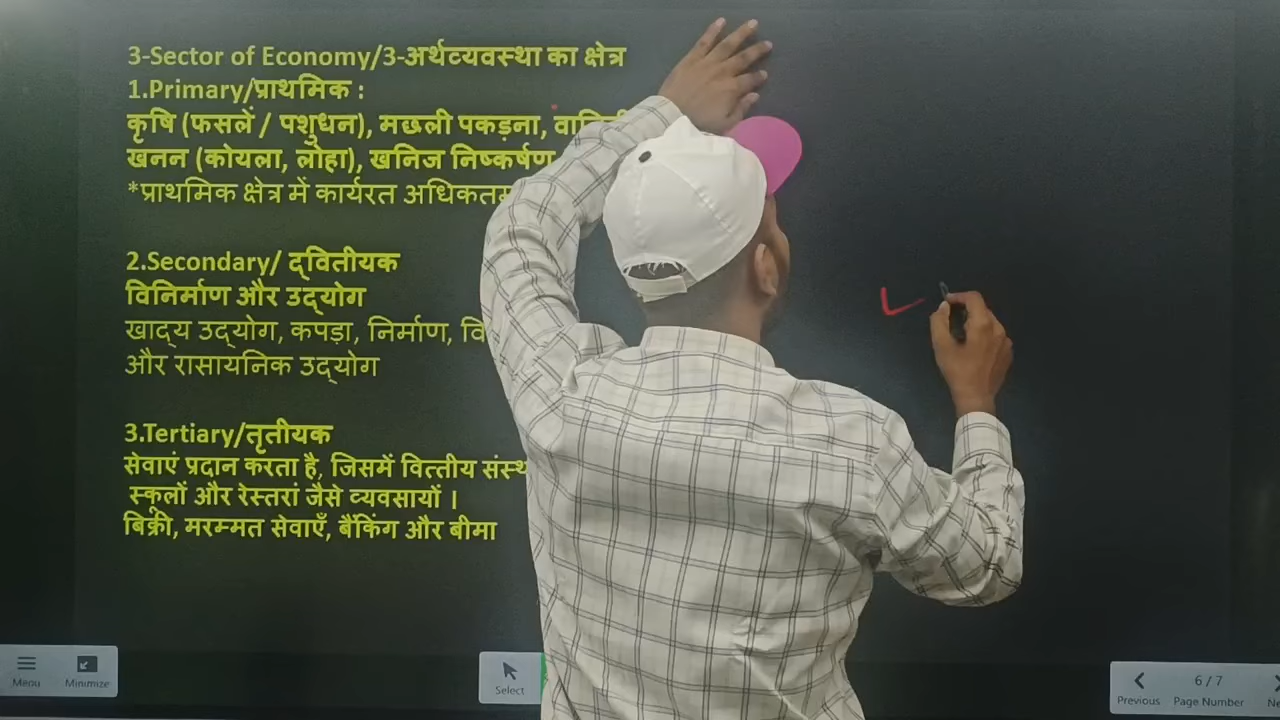 3-Sector of Economy/3-अर्थव्यवस्था का क्षेत्र
1.Primary/प्राथमिक :
कृषि (फसलें / पशुधन), मछली पकड़ना,
खनन (कोयला, लोहा), खनिज निष्कर्षण
*प्राथमिक क्षेत्र में कार्यरत
2.Secondary/ द्वितीयक
विनिर्माण और उद्योग
खाद्य उद्योग, कपड़ा, निर्माण,
और रासायनिक उद्योग
3.Tertiary/तृतीयक
सेवाएं प्रदान करता है, जिसमें वित्तीय
स्कूलों और रेस्तरां जैसे व्यवसायों ।
बिक्री, मरम्मत सेवाएँ, बैंकिंग और बीमा
Menu Minimize Select Previous 6 / 7
Page Number